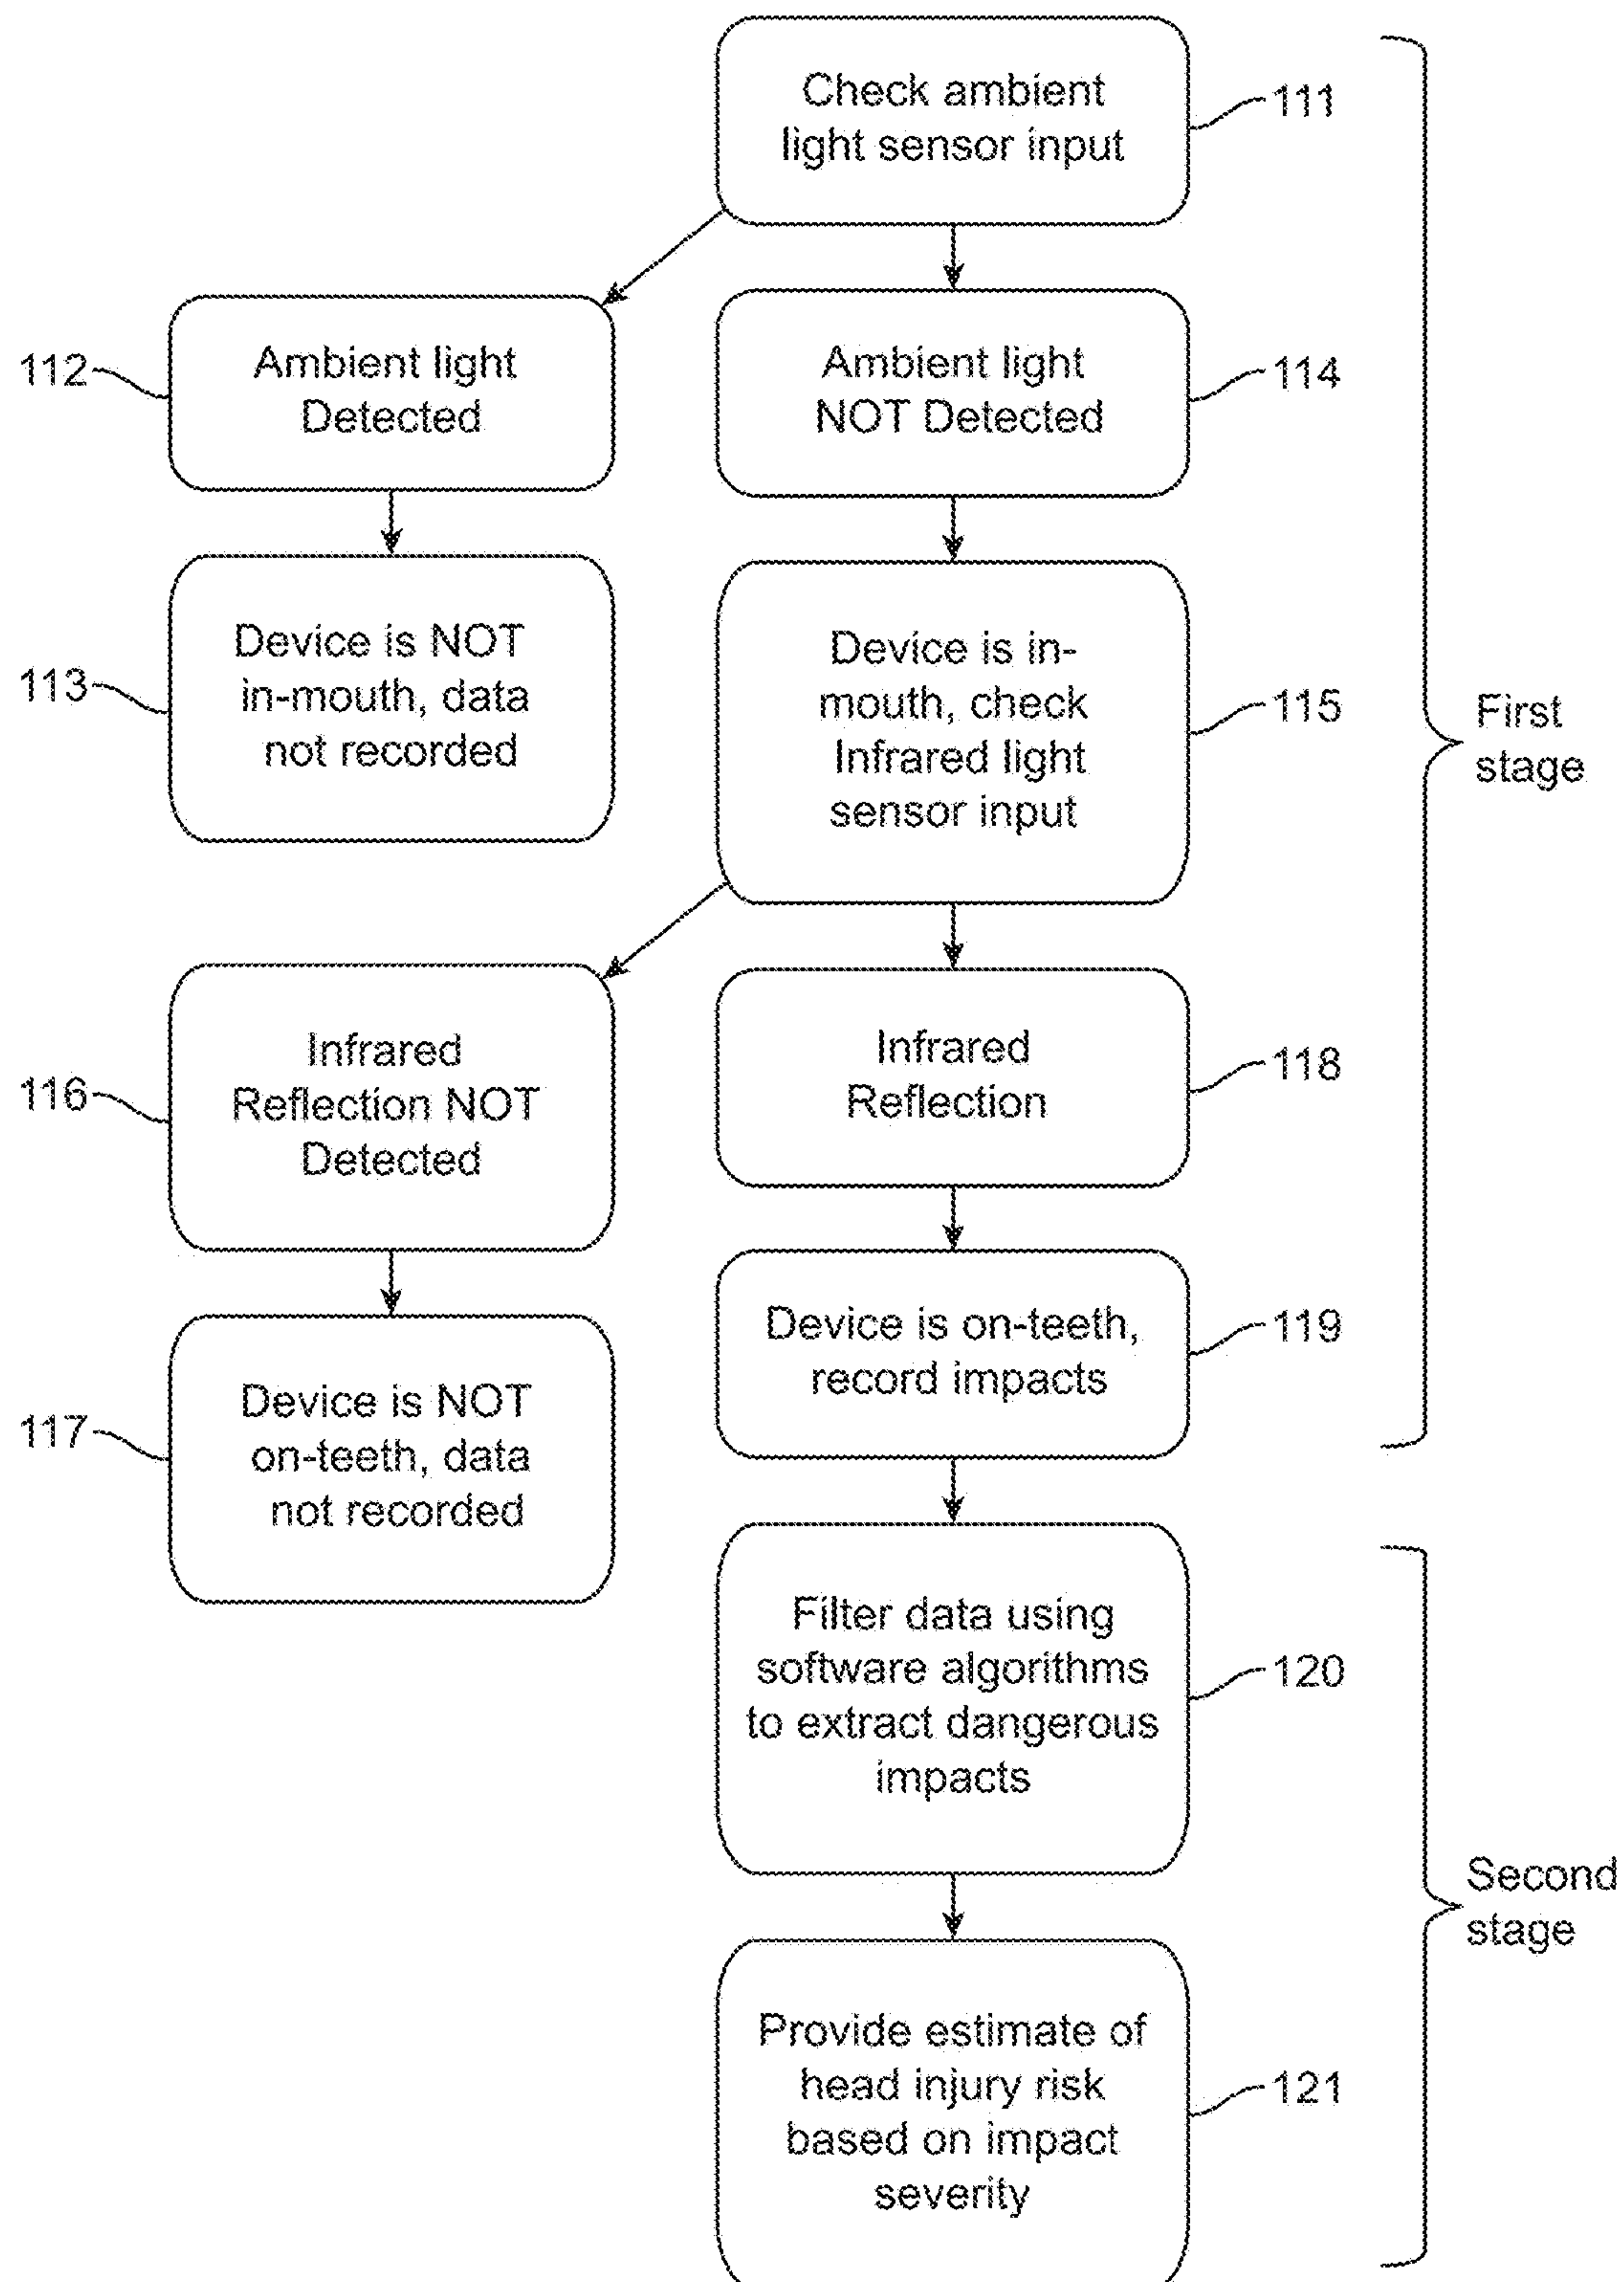 Check ambient
light sensor input
111
112
Ambient light
Detected
Ambient light
NOT Detected
114
113
Device is NOT
in-mouth, data
not recorded
Device is in-
mouth, check
Infrared light
sensor input
115
First
stage
116
Infrared
Reflection NOT
Detected
Infrared
Reflection
118
117
Device is NOT
on-teeth, data
not recorded
Device is on-teeth,
record impacts
119
Filter data using
software algorithms
to extract dangerous
impacts
120
Second
stage
Provide estimate of
head injury risk
based on impact
severity
121